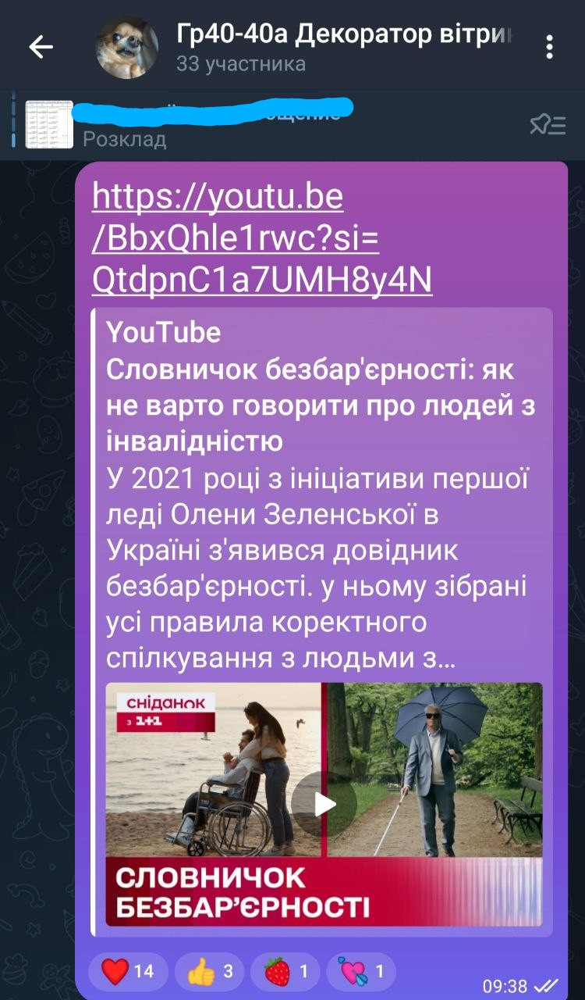 Гр40-40а Декоратор вітри
33 участника
Розклад
https://youtu.be
/BbxQhle1rwc?si=
QtdpnC1a7UMH8y4N
YouTube
Словничок безбар'єрності: як
не варто говорити про людей з
інвалідністю
У 2021 році з ініціативи першої
леді Олени Зеленської в
Україні з'явився довідник
безбар'єрності. у ньому зібрані
усі правила коректного
спілкування з людьми з...
СНІДАНОК
З 1+1
СЛОВНИЧОК
БЕЗБАР'ЄРНОСТІ
14 3 1 1
09:38